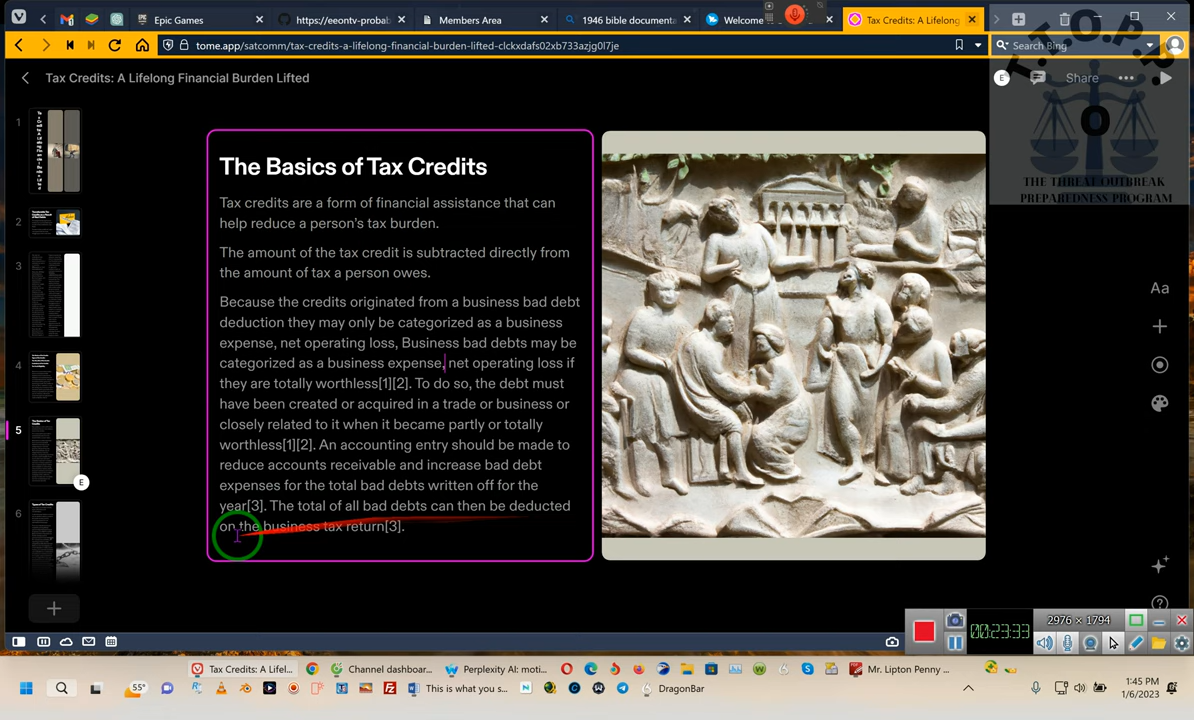 Epic Games
https://eeontv-probab
Members Area
1946 bible documenta
Welcome
Tax Credits: A Lifelong
tome.app/satcomm/tax-credits-a-lifelong-financial-burden-lifted-clckxdafs02xb733azjg0l7je
Search Bing
Tax Credits: A Lifelong Financial Burden Lifted
E
Share
T.T.O.P.P.
O
THE THREAT OUTBREAK
PREPAREDNESS PROGRAM
1
2
3
4
5
6
E
The Basics of Tax Credits
Tax credits are a form of financial assistance that can
help reduce a person's tax burden.
The amount of the tax credit is subtracted directly from
the amount of tax a person owes.
Because the credits originated from a business bad debt
deduction they may only be categorized as a business
expense, net operating loss, Business bad debts may be
categorized as a business expense, net operating loss if
they are totally worthless[1][2]. To do so, the debt must
have been created or acquired in a trade or business or
closely related to it when it became partly or totally
worthless[1][2]. An accounting entry should be made to
reduce accounts receivable and increase bad debt
expenses for the total bad debts written off for the
year[3]. The total of all bad debts can then be deducted
on the business tax return[3].
Aa
00:23:33
2976 × 1794
Tax Credits: A Lifel...
Channel dashboar...
Perplexity AI: moti...
Mr. Lipton Penny ...
55°
This is what you s...
DragonBar
1:45 PM
1/6/2023